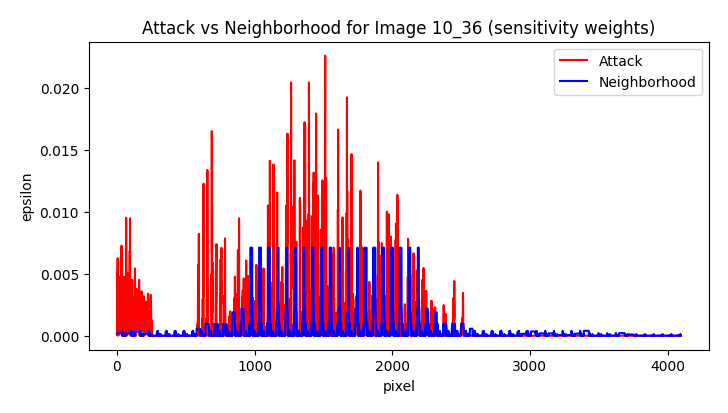 Attack vs Neighborhood for Image 10_36 (sensitivity weights)
Attack
Neighborhood
epsilon
0.020
0.015
0.010
0.005
0.000
0
1000
2000
3000
4000
pixel